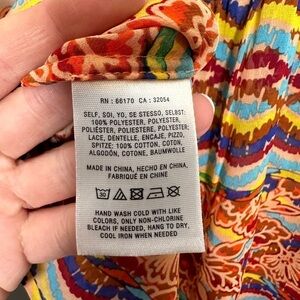 RN : 66170 CA : 32054
SELF, SOI, YO, SE STESSO, SELBST:
100% POLYESTER, POLYESTER,
POLIÉSTER, POLIESTERE, POLYESTER;
LACE, DENTELLE, ENCAJE, PIZZO,
SPITZE: 100% COTTON, COTON,
ALGODÓN, COTONE, BAUMWOLLE
MADE IN CHINA, HECHO EN CHINA,
FABRIQUÉ EN CHINE
30
HAND WASH COLD WITH LIKE
COLORS, ONLY NON-CHLORINE
BLEACH IF NEEDED, HANG TO DRY,
COOL IRON WHEN NEEDED